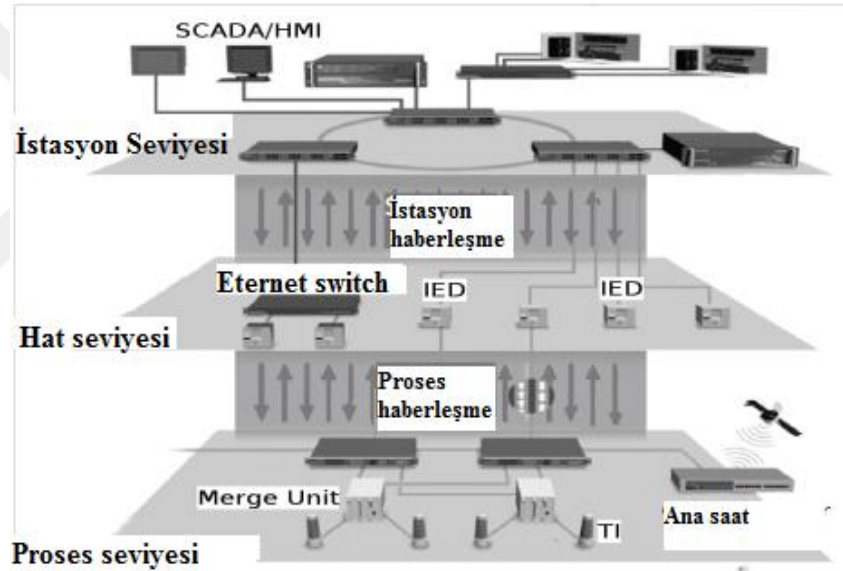 SCADA/HMI
İstasyon Seviyesi
İstasyon
haberleşme
Eternet switch
IED
IED
Hat seviyesi
Proses
haberleşme
Merge Unit
TI
Ana saat
Proses seviyesi